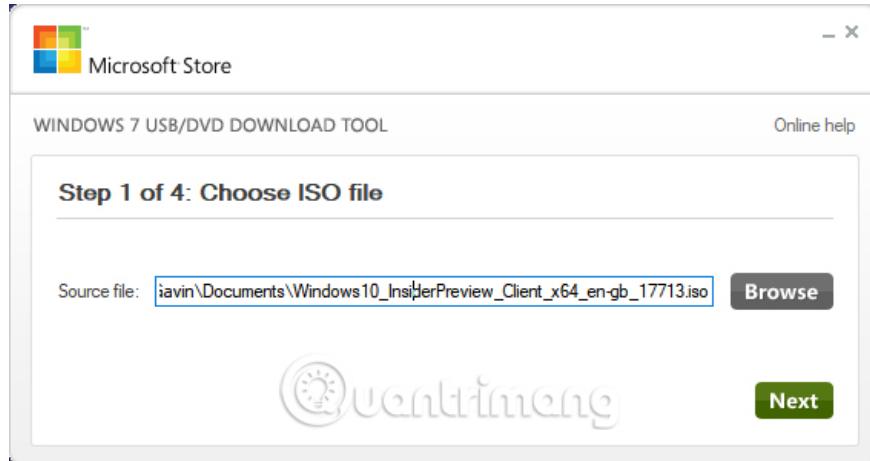 Microsoft Store
WINDOWS 7 USB/DVD DOWNLOAD TOOL
Online help
Step 1 of 4: Choose ISO file
Source file:
iavin\Documents\Windows10_InsiderPreview_Client_x64_en-gb_17713.iso
Browse
Quantrimang
Next